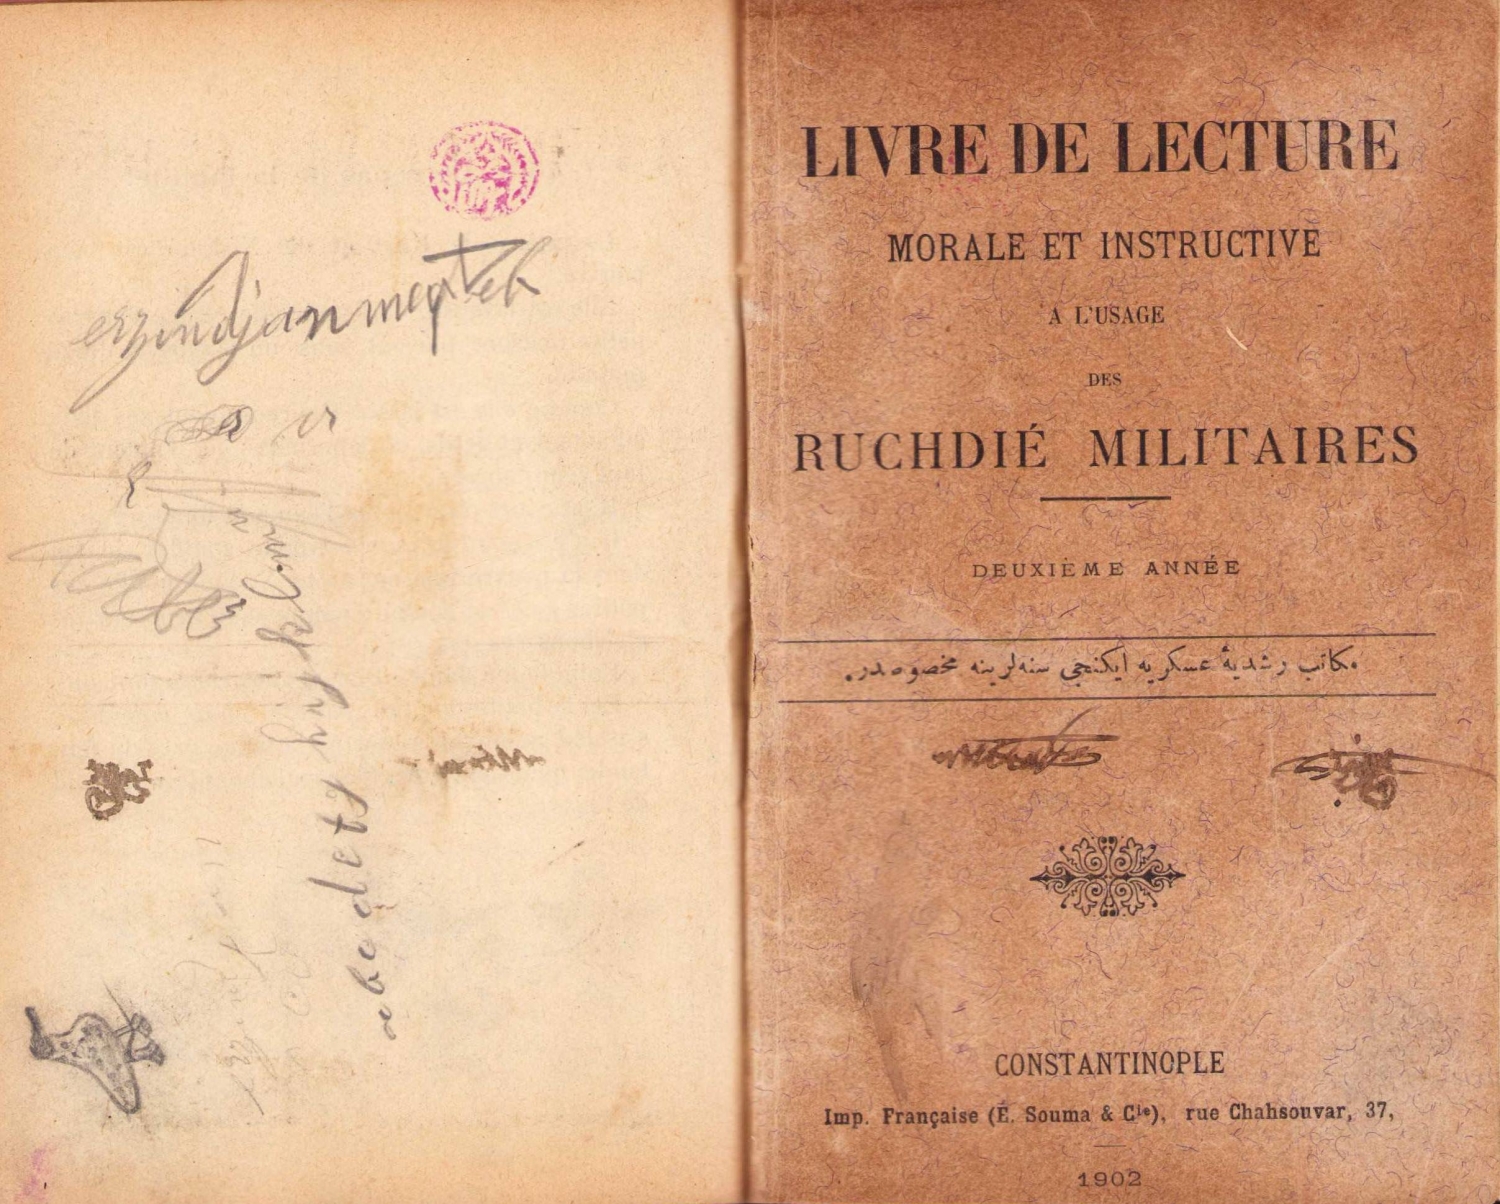 erzindjan meqteb
a b c d e t s h i j k l m n
LIVRE DE LECTURE
MORALE ET INSTRUCTIVE
A L'USAGE
DES
RUCHDIÉ MILITAIRES
DEUXIÈME ANNÉE
مكاتب رشديهٔ عسكريه ايكنجي سنه‌لرينه مخصوصدر.
CONSTANTINOPLE
Imp. Française (E. Souma & Cie), rue Chahsouvar, 37,
1902